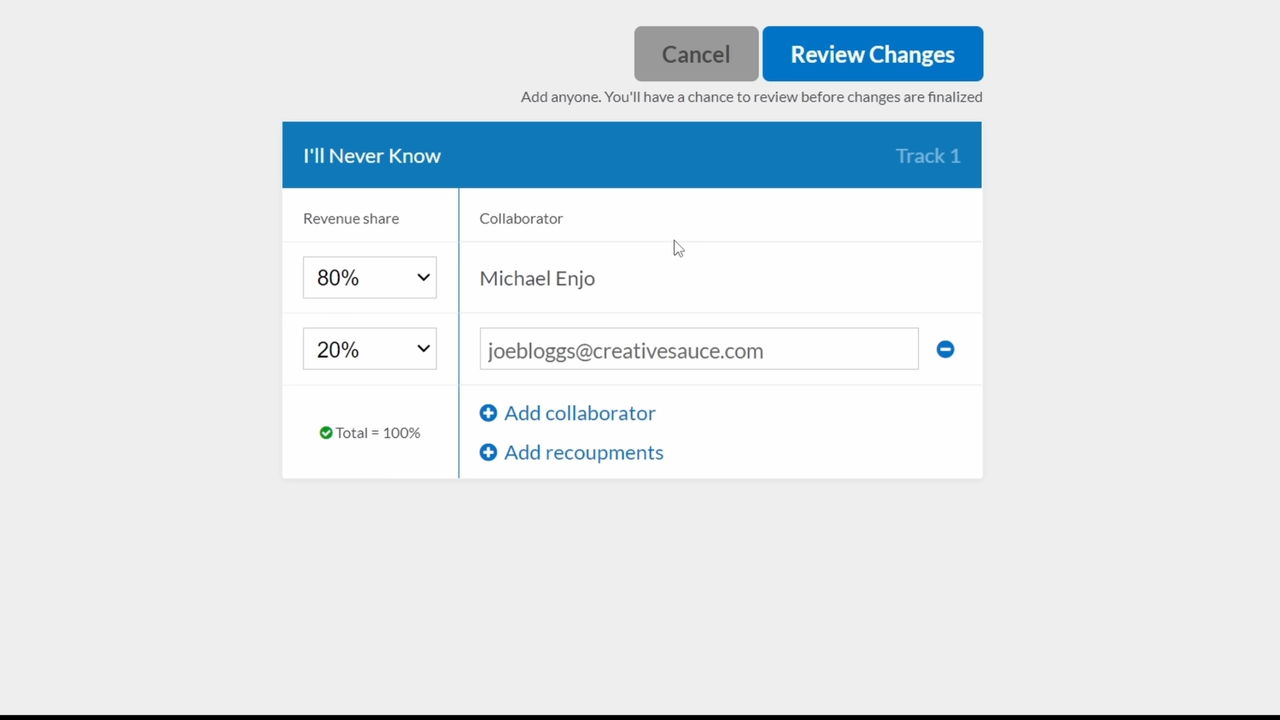 Cancel
Review Changes
Add anyone. You'll have a chance to review before changes are finalized
I'll Never Know
Track 1
Revenue share
Collaborator
80%
Michael Enjo
20%
joebloggs@creativesauce.com
Add collaborator
Total = 100%
Add recoupments